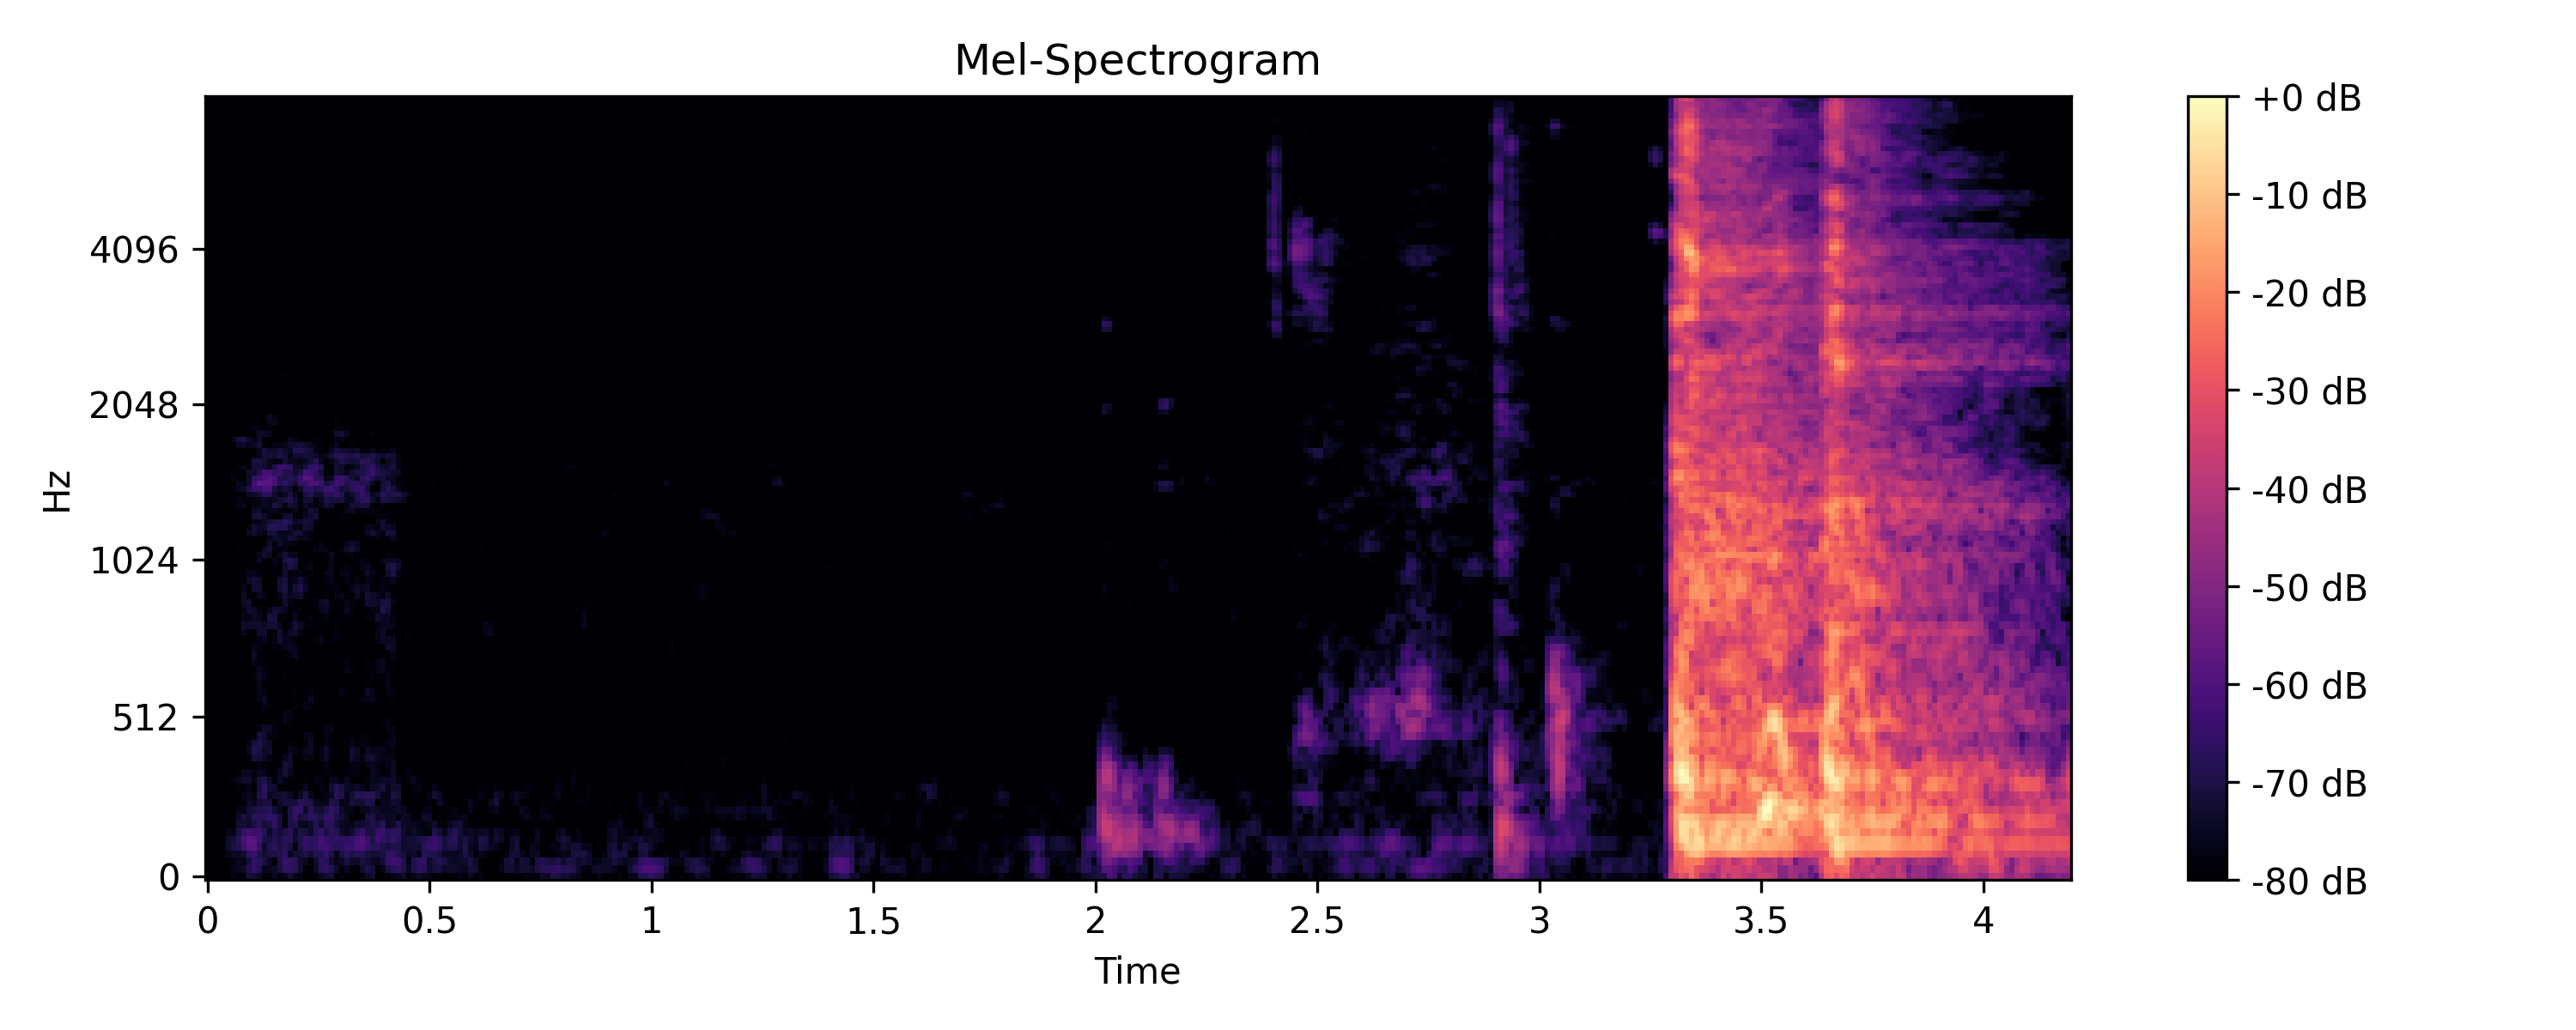 Mel-Spectrogram
Hz
4096
2048
1024
512
0
0
0.5
1
1.5
2
2.5
3
3.5
4
Time
+0 dB
-10 dB
-20 dB
-30 dB
-40 dB
-50 dB
-60 dB
-70 dB
-80 dB